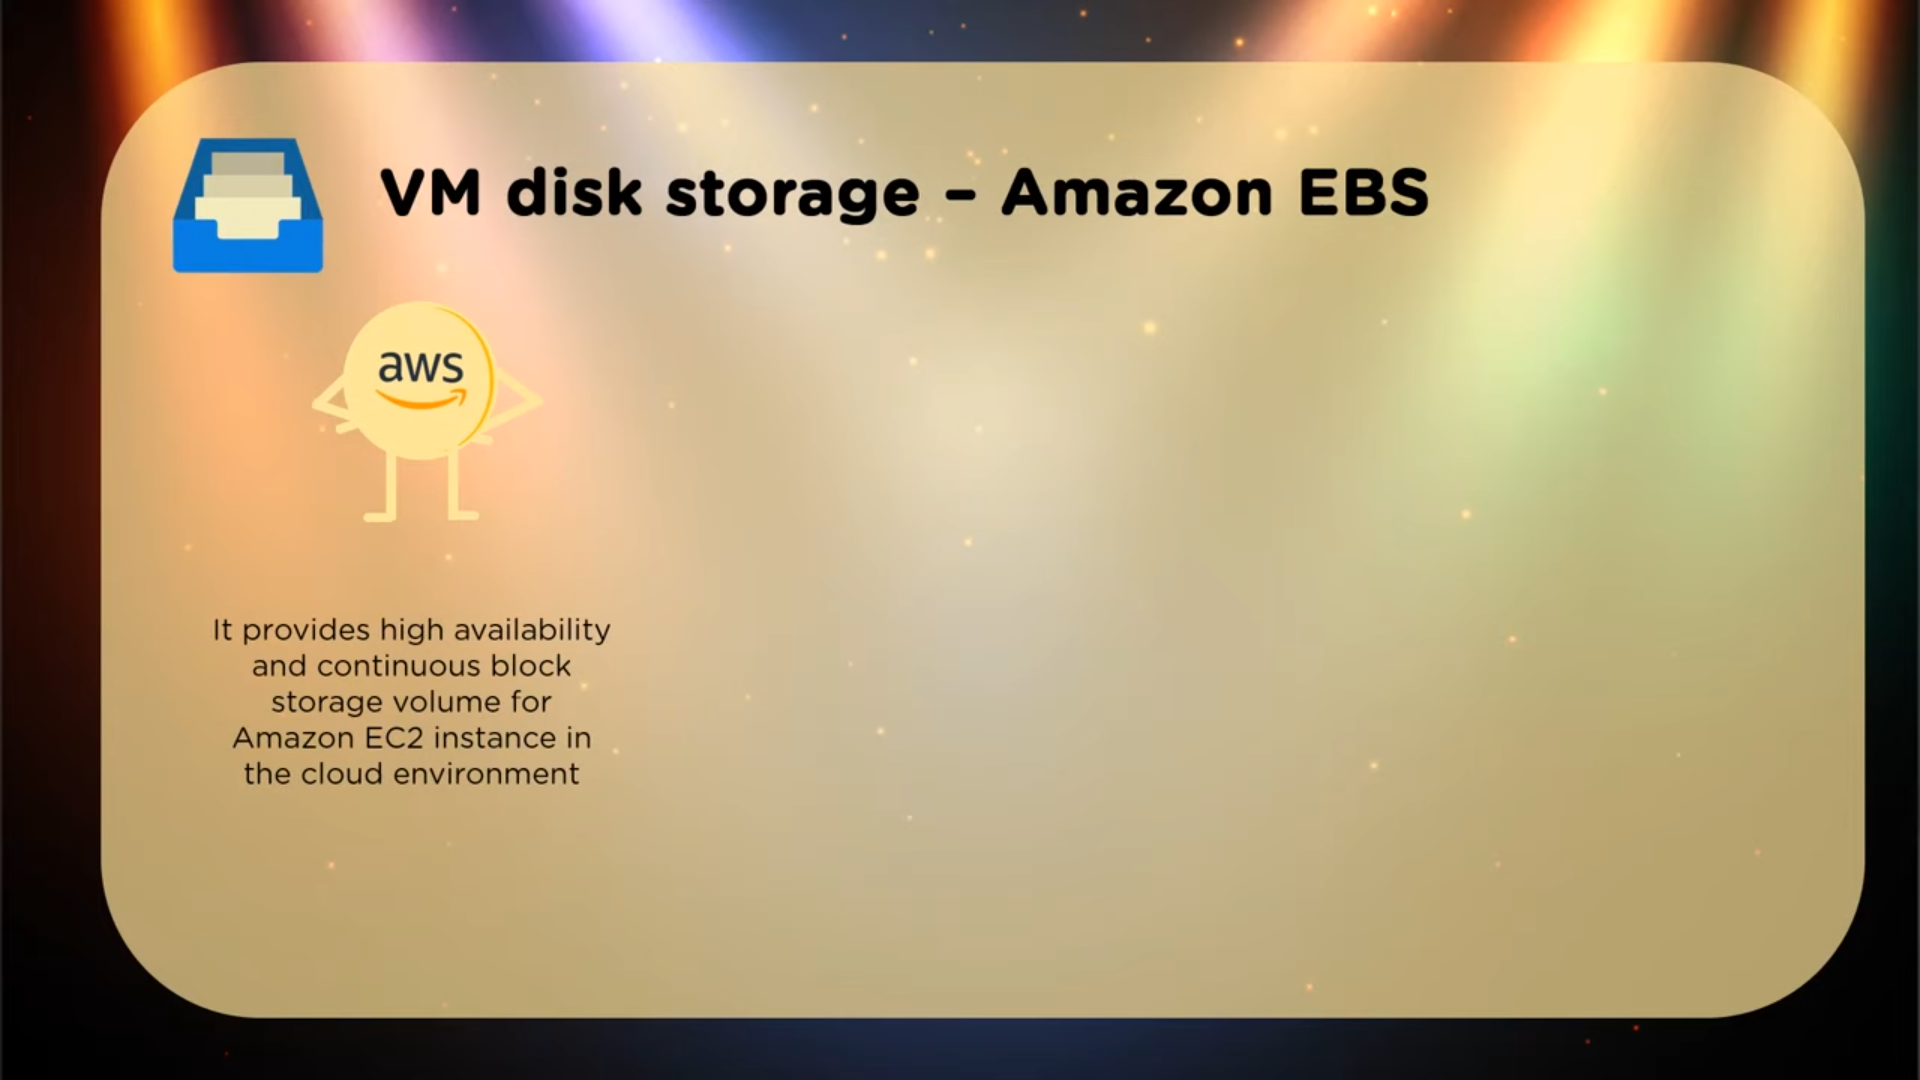 VM disk storage – Amazon EBS
aws
It provides high availability
and continuous block
storage volume for
Amazon EC2 instance in
the cloud environment